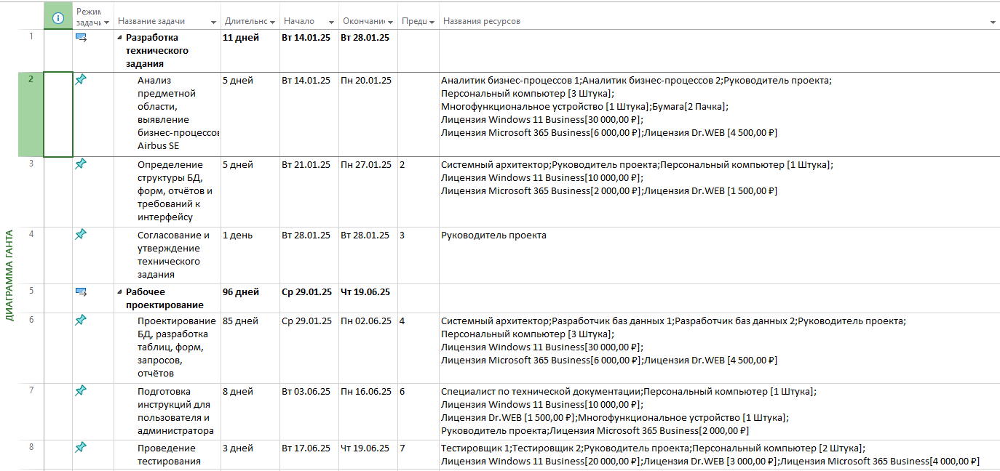 Режим задачи Название задачи Длительн Начало Окончани Предш Названия ресурсов
1 Разработка технического задания 11 дней Вт 14.01.25 Вт 28.01.25
2 Анализ предметной области, выявление бизнес-процессов Airbus SE 5 дней Вт 14.01.25 Пн 20.01.25
Аналитик бизнес-процессов 1;Аналитик бизнес-процессов 2;Руководитель проекта;
Персональный компьютер [3 Штука];
Многофункциональное устройство [1 Штука];Бумага[2 Пачка];
Лицензия Windows 11 Business[30 000,00 ₽];
Лицензия Microsoft 365 Business[6 000,00 ₽];Лицензия Dr.WEB [4 500,00 ₽]
3 Определение структуры БД, форм, отчётов и требований к интерфейсу 5 дней Вт 21.01.25 Пн 27.01.25 2
Системный архитектор;Руководитель проекта;Персональный компьютер [1 Штука];
Лицензия Windows 11 Business[10 000,00 ₽];
Лицензия Microsoft 365 Business[2 000,00 ₽];Лицензия Dr.WEB [1 500,00 ₽]
4 Согласование и утверждение технического задания 1 день Вт 28.01.25 Вт 28.01.25 3 Руководитель проекта
5 Рабочее проектирование 96 дней Ср 29.01.25 Чт 19.06.25
6 Проектирование БД, разработка таблиц, форм, запросов, отчётов 85 дней Ср 29.01.25 Пн 02.06.25 4
Системный архитектор;Разработчик баз данных 1;Разработчик баз данных 2;Руководитель проекта;
Персональный компьютер [3 Штука];
Лицензия Windows 11 Business[30 000,00 ₽];
Лицензия Microsoft 365 Business[6 000,00 ₽];Лицензия Dr.WEB [4 500,00 ₽]
7 Подготовка инструкций для пользователя и администратора 8 дней Вт 03.06.25 Пн 16.06.25 6
Специалист по технической документации;Персональный компьютер [1 Штука];
Лицензия Windows 11 Business[10 000,00 ₽];
Лицензия Dr.WEB [1 500,00 ₽];Многофункциональное устройство [1 Штука];
Руководитель проекта;Лицензия Microsoft 365 Business[2 000,00 ₽]
8 Проведение тестирования 3 дней Вт 17.06.25 Чт 19.06.25 7
Тестировщик 1;Тестировщик 2;Руководитель проекта;Персональный компьютер [2 Штука];
Лицензия Windows 11 Business[20 000,00 ₽];Лицензия Dr.WEB [3 000,00 ₽];Лицензия Microsoft 365 Business[4 000,00 ₽]
ДИАГРАММА ГАНТА